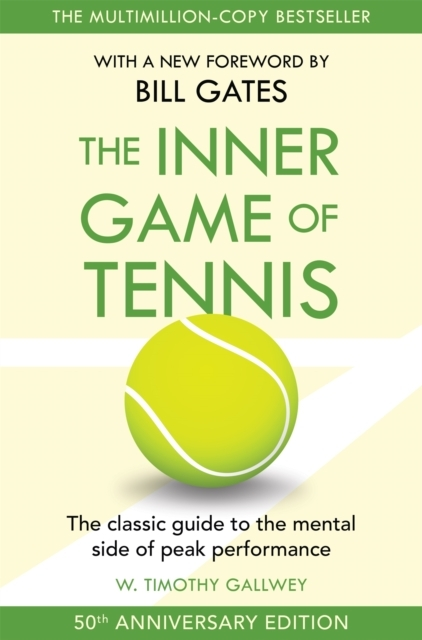 THE MULTIMILLION-COPY BESTSELLER
WITH A NEW FOREWORD BY
BILL GATES
THE INNER
GAME OF
TENNIS
The classic guide to the mental
side of peak performance
W. TIMOTHY GALLWEY
50th ANNIVERSARY EDITION